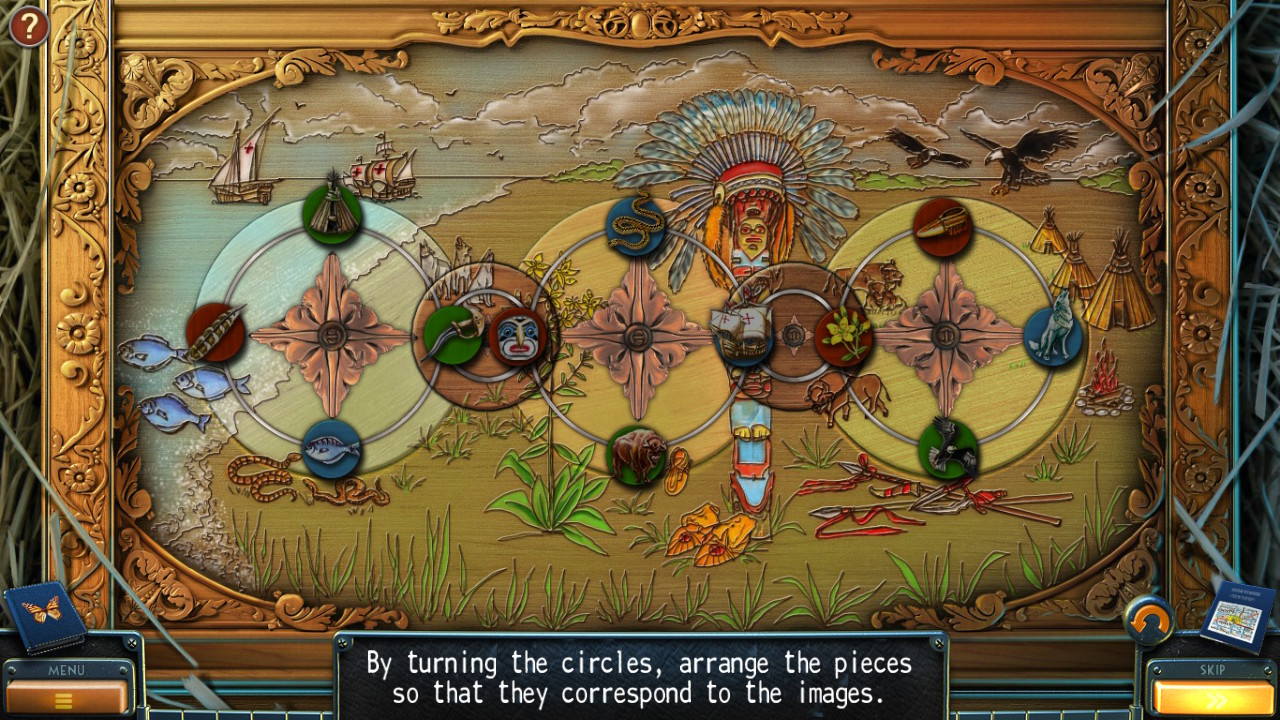 ?
By turning the circles, arrange the pieces
so that they correspond to the images.
MENU
SKIP